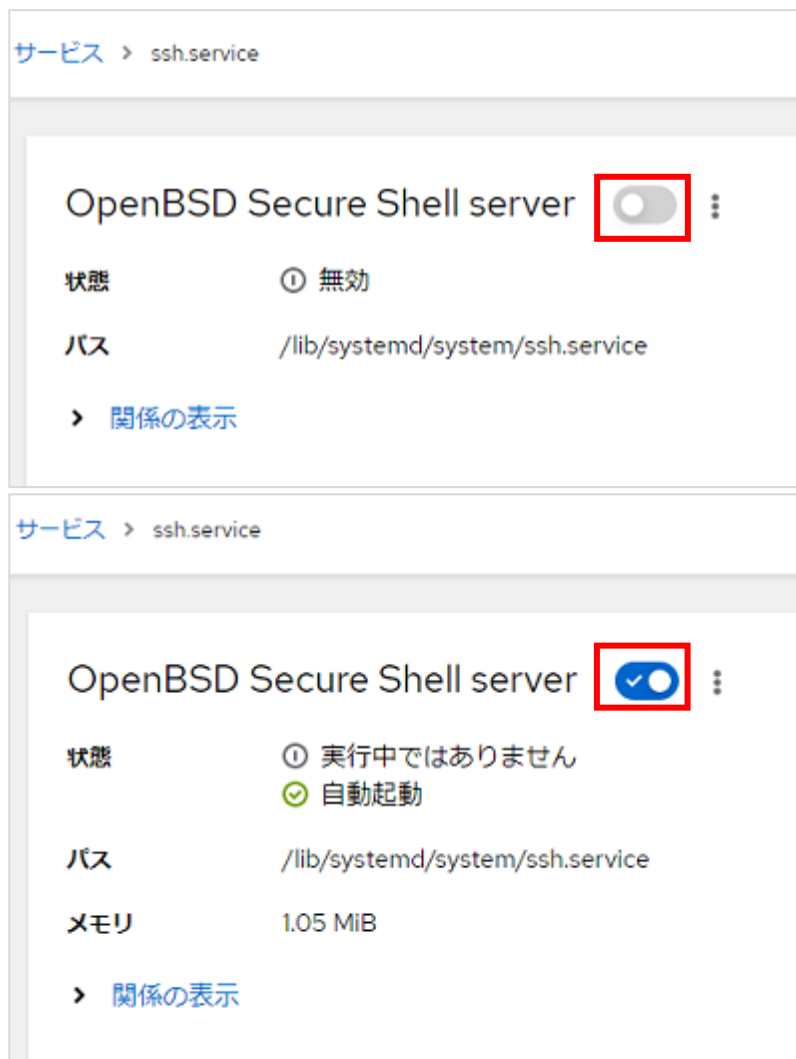 サービス > ssh.service
OpenBSD Secure Shell server
状態 無効
パス /lib/systemd/system/ssh.service
> 関係の表示
サービス > ssh.service
OpenBSD Secure Shell server
状態 実行中ではありません
自動起動
パス /lib/systemd/system/ssh.service
メモリ 1.05 MiB
> 関係の表示